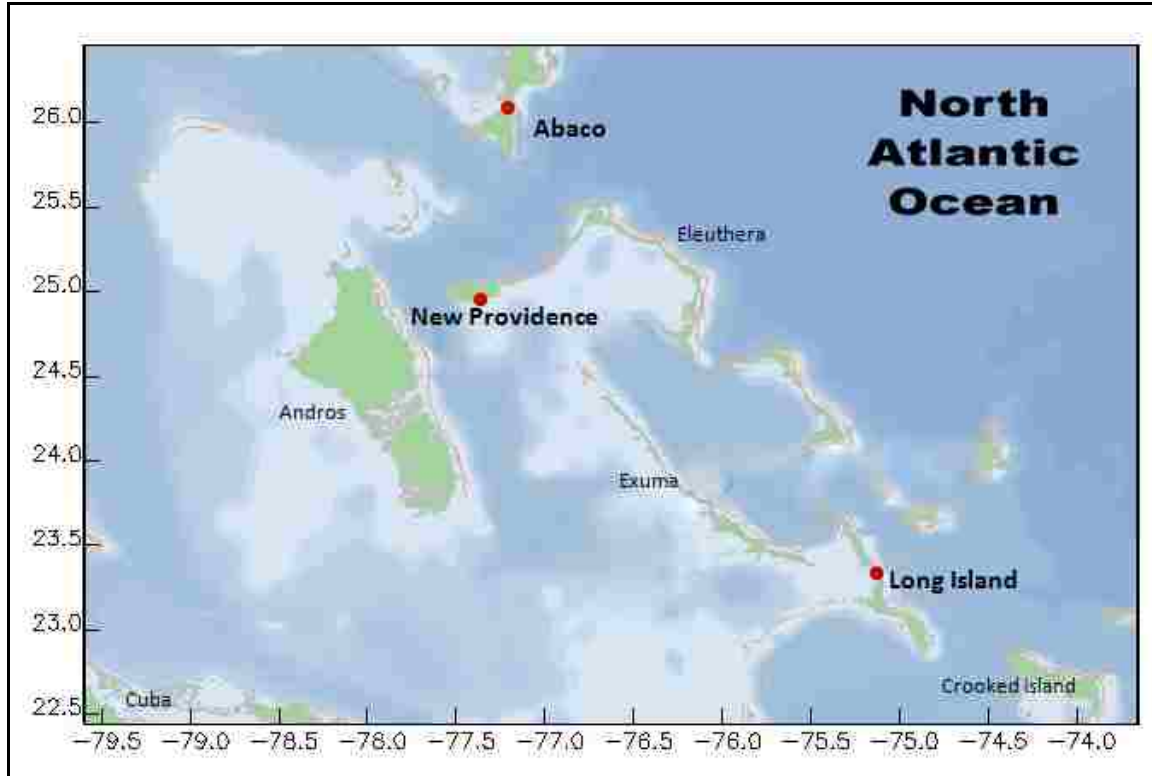 North
Atlantic
Ocean
26.0
Abaco
25.5
Eleuthera
25.0
New Providence
24.5
Andros
24.0
Exuma
23.5
Long Island
23.0
Crooked Island
Cuba
22.5
−79.5 −79.0 −78.5 −78.0 −77.5 −77.0 −76.5 −76.0 −75.5 −75.0 −74.5 −74.0